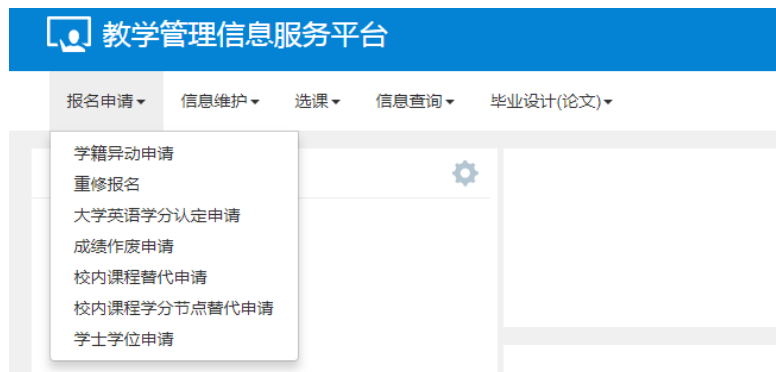 教学管理信息服务平台
报名申请 信息维护 选课 信息查询 毕业设计(论文)
学籍异动申请
重修报名
大学英语学分认定申请
成绩作废申请
校内课程替代申请
校内课程学分节点替代申请
学士学位申请